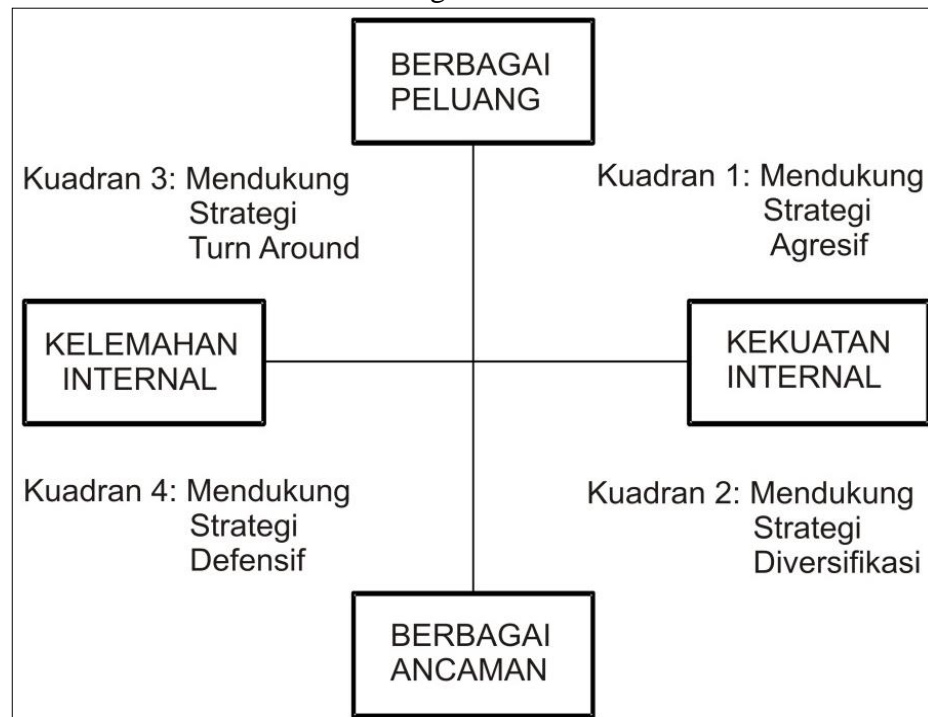 BERBAGAI
PELUANG
Kuadran 3: Mendukung
Strategi
Turn Around
Kuadran 1: Mendukung
Strategi
Agresif
KELEMAHAN
INTERNAL
KEKUATAN
INTERNAL
Kuadran 4: Mendukung
Strategi
Defensif
Kuadran 2: Mendukung
Strategi
Diversifikasi
BERBAGAI
ANCAMAN